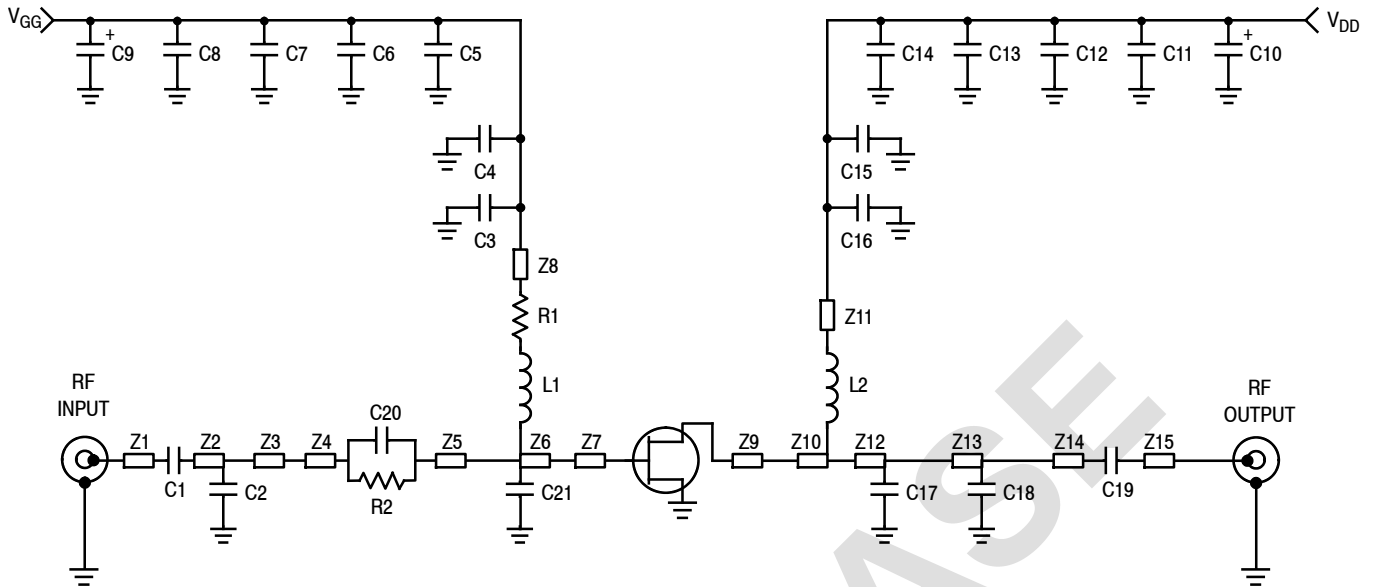 VGG
VDD
+
C9
C8
C7
C6
C5
C14
C13
C12
C11
+
C10
C4
C15
C3
C16
Z8
R1
Z11
L1
L2
RF
INPUT
RF
OUTPUT
C20
Z1
Z2
Z3
Z4
Z5
Z6
Z7
Z9
Z10
Z12
Z13
Z14
Z15
C1
C2
R2
C21
C17
C18
C19
ASE